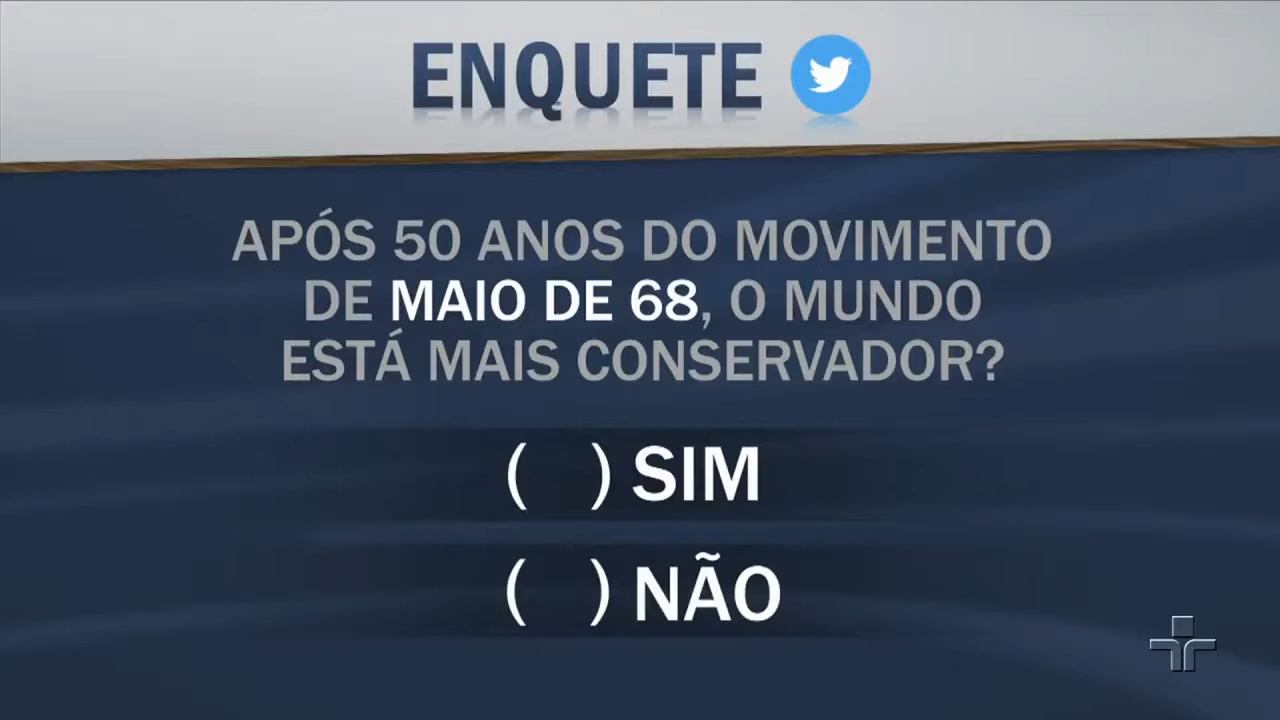 ENQUETE
APÓS 50 ANOS DO MOVIMENTO
DE MAIO DE 68, O MUNDO
ESTÁ MAIS CONSERVADOR?
( ) SIM
( ) NÃO